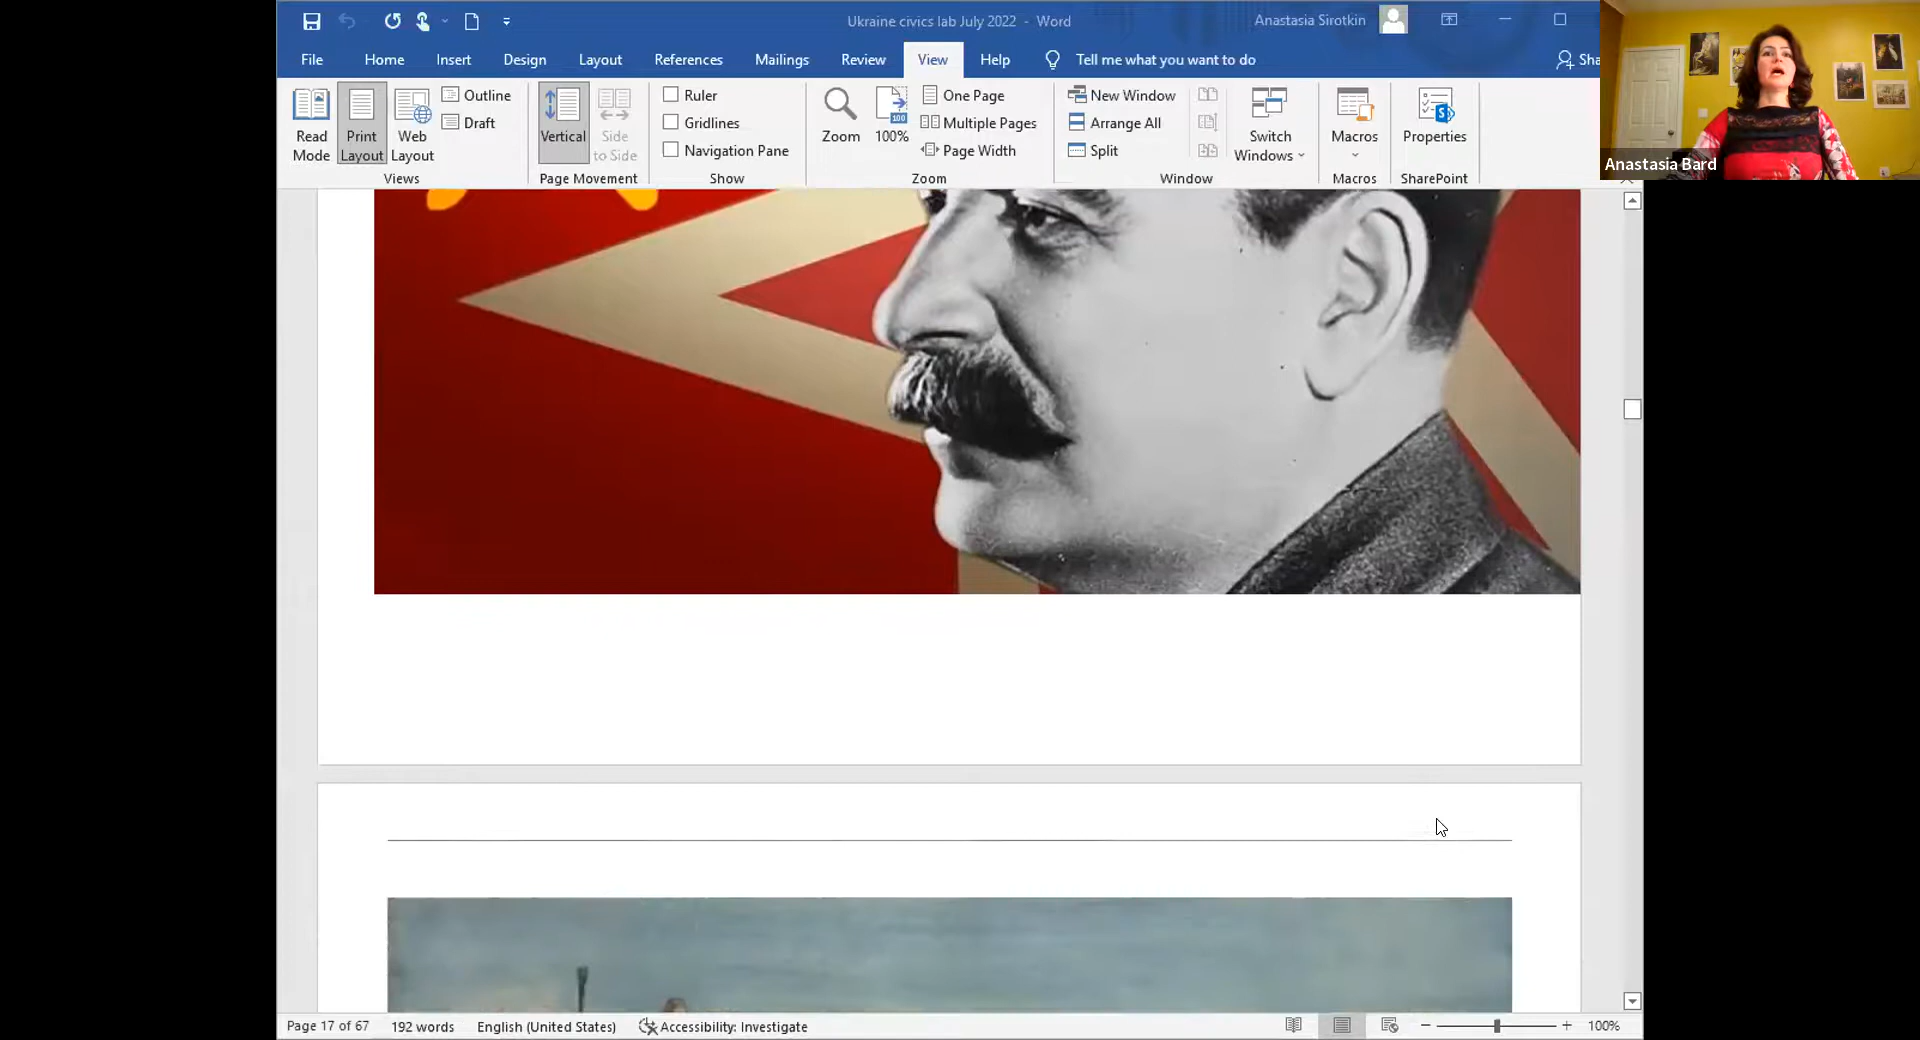 Ukraine civics lab July 2022 - Word
Anastasia Sirotkin
File Home Insert Design Layout References Mailings Review View Help Tell me what you want to do
Read Mode
Print Layout
Web Layout
Outline
Draft
Views
Vertical
Side to Side
Page Movement
Ruler
Gridlines
Navigation Pane
Show
Zoom
100
100%
One Page
Multiple Pages
Page Width
Zoom
New Window
Arrange All
Split
Switch Windows
Window
Macros
Macros
S
Properties
SharePoint
Sha
Anastasia Bard
Page 17 of 67 192 words English (United States) Accessibility: Investigate 100%